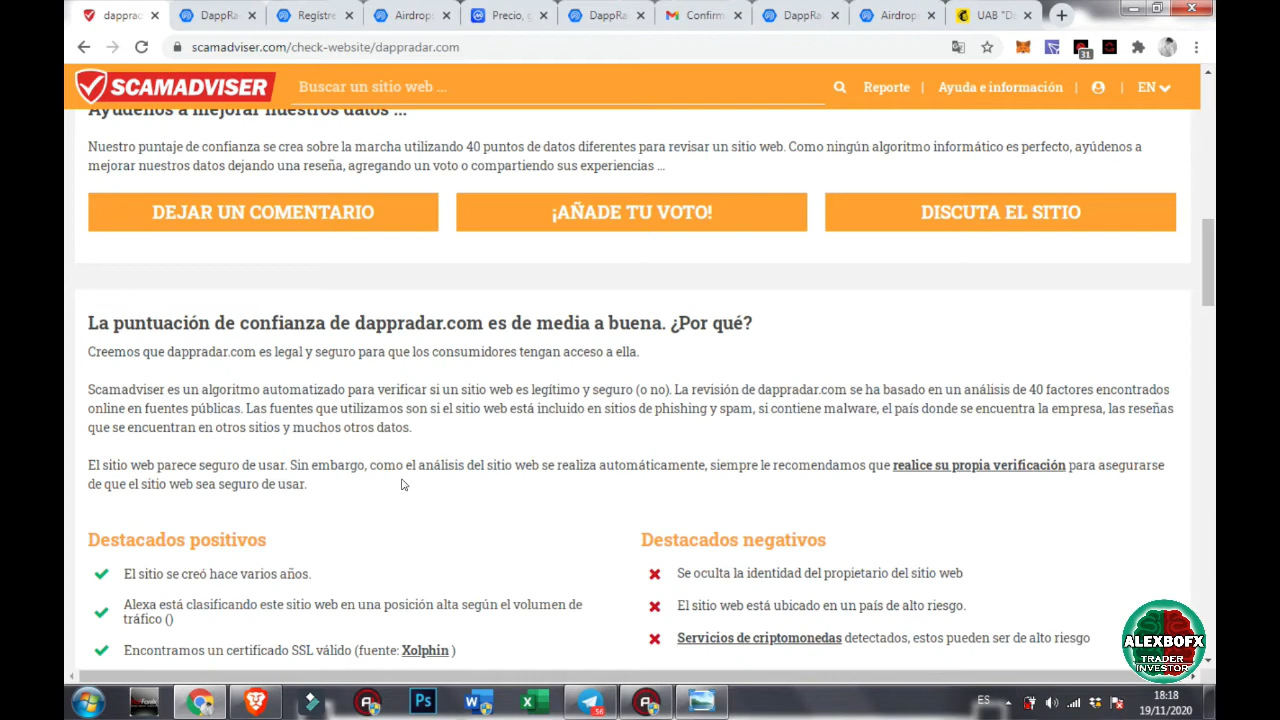 dapprac
DappRa
Regístre
Airdrop
Precio, g
DappRa
Confirm
DappRa
Airdrop
UAB "Da
scamadviser.com/check-website/dappradar.com
31
SCAMADVISER
Buscar un sitio web ...
Reporte
Ayuda e información
EN
Ayúdenos a mejorar nuestros datos ...
Nuestro puntaje de confianza se crea sobre la marcha utilizando 40 puntos de datos diferentes para revisar un sitio web. Como ningún algoritmo informático es perfecto, ayúdenos a
mejorar nuestros datos dejando una reseña, agregando un voto o compartiendo sus experiencias ...
DEJAR UN COMENTARIO
¡AÑADE TU VOTO!
DISCUTA EL SITIO
La puntuación de confianza de dappradar.com es de media a buena. ¿Por qué?
Creemos que dappradar.com es legal y seguro para que los consumidores tengan acceso a ella.
Scamadviser es un algoritmo automatizado para verificar si un sitio web es legítimo y seguro (o no). La revisión de dappradar.com se ha basado en un análisis de 40 factores encontrados
online en fuentes públicas. Las fuentes que utilizamos son si el sitio web está incluido en sitios de phishing y spam, si contiene malware, el país donde se encuentra la empresa, las reseñas
que se encuentran en otros sitios y muchos otros datos.
El sitio web parece seguro de usar. Sin embargo, como el análisis del sitio web se realiza automáticamente, siempre le recomendamos que realice su propia verificación para asegurarse
de que el sitio web sea seguro de usar.
Destacados positivos
El sitio se creó hace varios años.
Alexa está clasificando este sitio web en una posición alta según el volumen de
tráfico ()
Encontramos un certificado SSL válido (fuente: Xolphin )
Destacados negativos
Se oculta la identidad del propietario del sitio web
El sitio web está ubicado en un país de alto riesgo.
Servicios de criptomonedas detectados, estos pueden ser de alto riesgo
ALEXBOFX
TRADER
INVESTOR
Ps
56
ES
18:18
19/11/2020